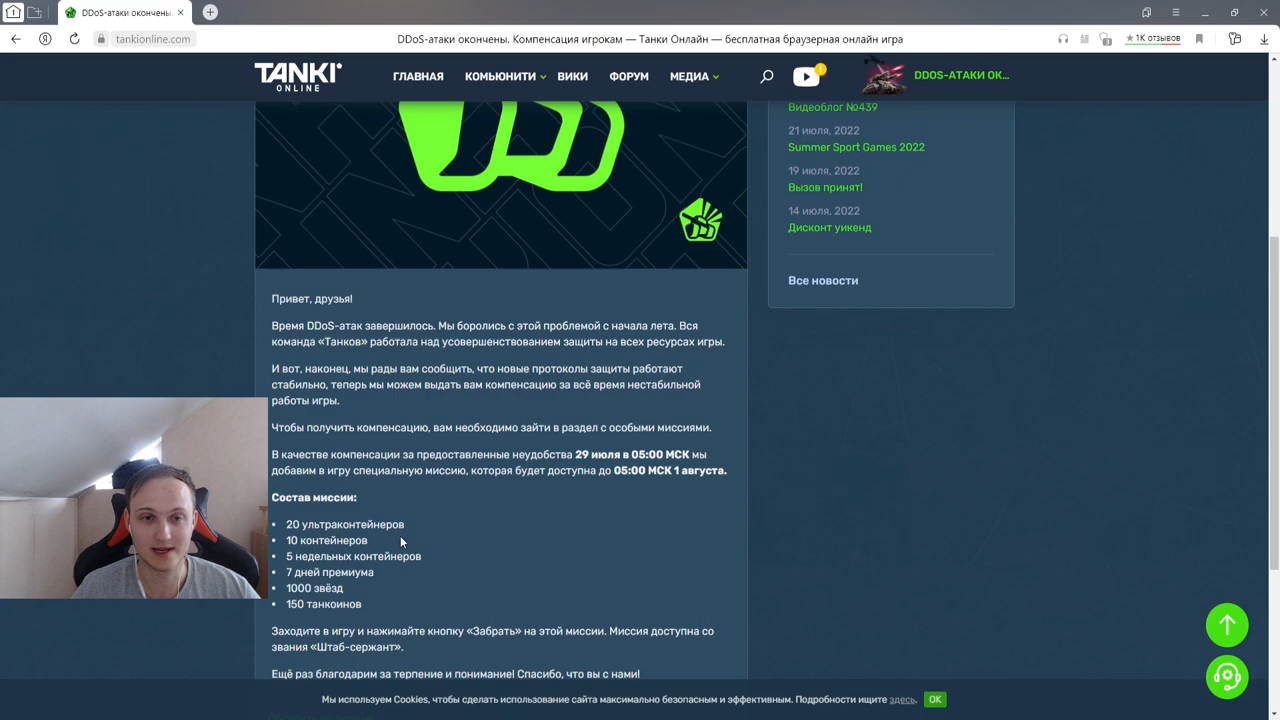 DDoS-атаки окончены.
tankionline.com
DDoS-атаки окончены. Компенсация игрокам — Танки Онлайн — бесплатная браузерная онлайн игра
★1K отзывов
TANKI ONLINE
ГЛАВНАЯ
КОМЬЮНИТИ
ВИКИ
ФОРУМ
МЕДИА
DDOS-АТАКИ ОК...
Видеоблог №439
21 июля, 2022
Summer Sport Games 2022
19 июля, 2022
Вызов принят!
14 июля, 2022
Дисконт уикенд
Все новости
Привет, друзья!
Время DDoS-атак завершилось. Мы боролись с этой проблемой с начала лета. Вся
команда «Танков» работала над усовершенствованием защиты на всех ресурсах игры.
И вот, наконец, мы рады вам сообщить, что новые протоколы защиты работают
стабильно, теперь мы можем выдать вам компенсацию за всё время нестабильной
работы игры.
Чтобы получить компенсацию, вам необходимо зайти в раздел с особыми миссиями.
В качестве компенсации за предоставленные неудобства 29 июля в 05:00 МСК мы
добавим в игру специальную миссию, которая будет доступна до 05:00 МСК 1 августа.
Состав миссии:
• 20 ультраконтейнеров
• 10 контейнеров
• 5 недельных контейнеров
• 7 дней премиума
• 1000 звёзд
• 150 танкоинов
Заходите в игру и нажимайте кнопку «Забрать» на этой миссии. Миссия доступна со
звания «Штаб-сержант».
Ещё раз благодарим за терпение и понимание! Спасибо, что вы с нами!
Мы используем Cookies, чтобы сделать использование сайта максимально безопасным и эффективным. Подробности ищите здесь.
OK